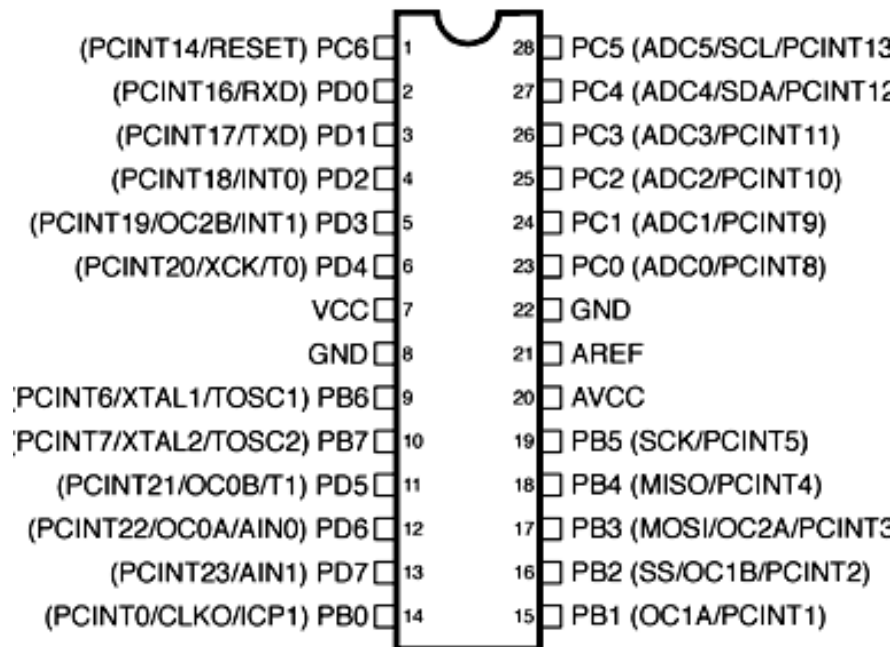 (PCINT14/RESET) PC6 1 28 PC5 (ADC5/SCL/PCINT13
(PCINT16/RXD) PD0 2 27 PC4 (ADC4/SDA/PCINT12
(PCINT17/TXD) PD1 3 26 PC3 (ADC3/PCINT11)
(PCINT18/INT0) PD2 4 25 PC2 (ADC2/PCINT10)
(PCINT19/OC2B/INT1) PD3 5 24 PC1 (ADC1/PCINT9)
(PCINT20/XCK/T0) PD4 6 23 PC0 (ADC0/PCINT8)
VCC 7 22 GND
GND 8 21 AREF
(PCINT6/XTAL1/TOSC1) PB6 9 20 AVCC
(PCINT7/XTAL2/TOSC2) PB7 10 19 PB5 (SCK/PCINT5)
(PCINT21/OC0B/T1) PD5 11 18 PB4 (MISO/PCINT4)
(PCINT22/OC0A/AIN0) PD6 12 17 PB3 (MOSI/OC2A/PCINT3
(PCINT23/AIN1) PD7 13 16 PB2 (SS/OC1B/PCINT2)
(PCINT0/CLKO/ICP1) PB0 14 15 PB1 (OC1A/PCINT1)